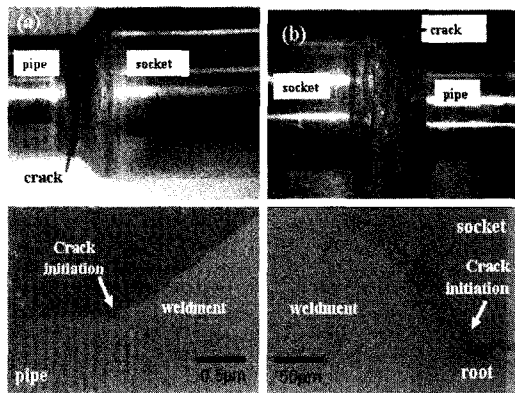 (a)
pipe
socket
crack
(b)
crack
socket
pipe
Crack
initiation
weldment
pipe
socket
Crack
initiation
weldment
root